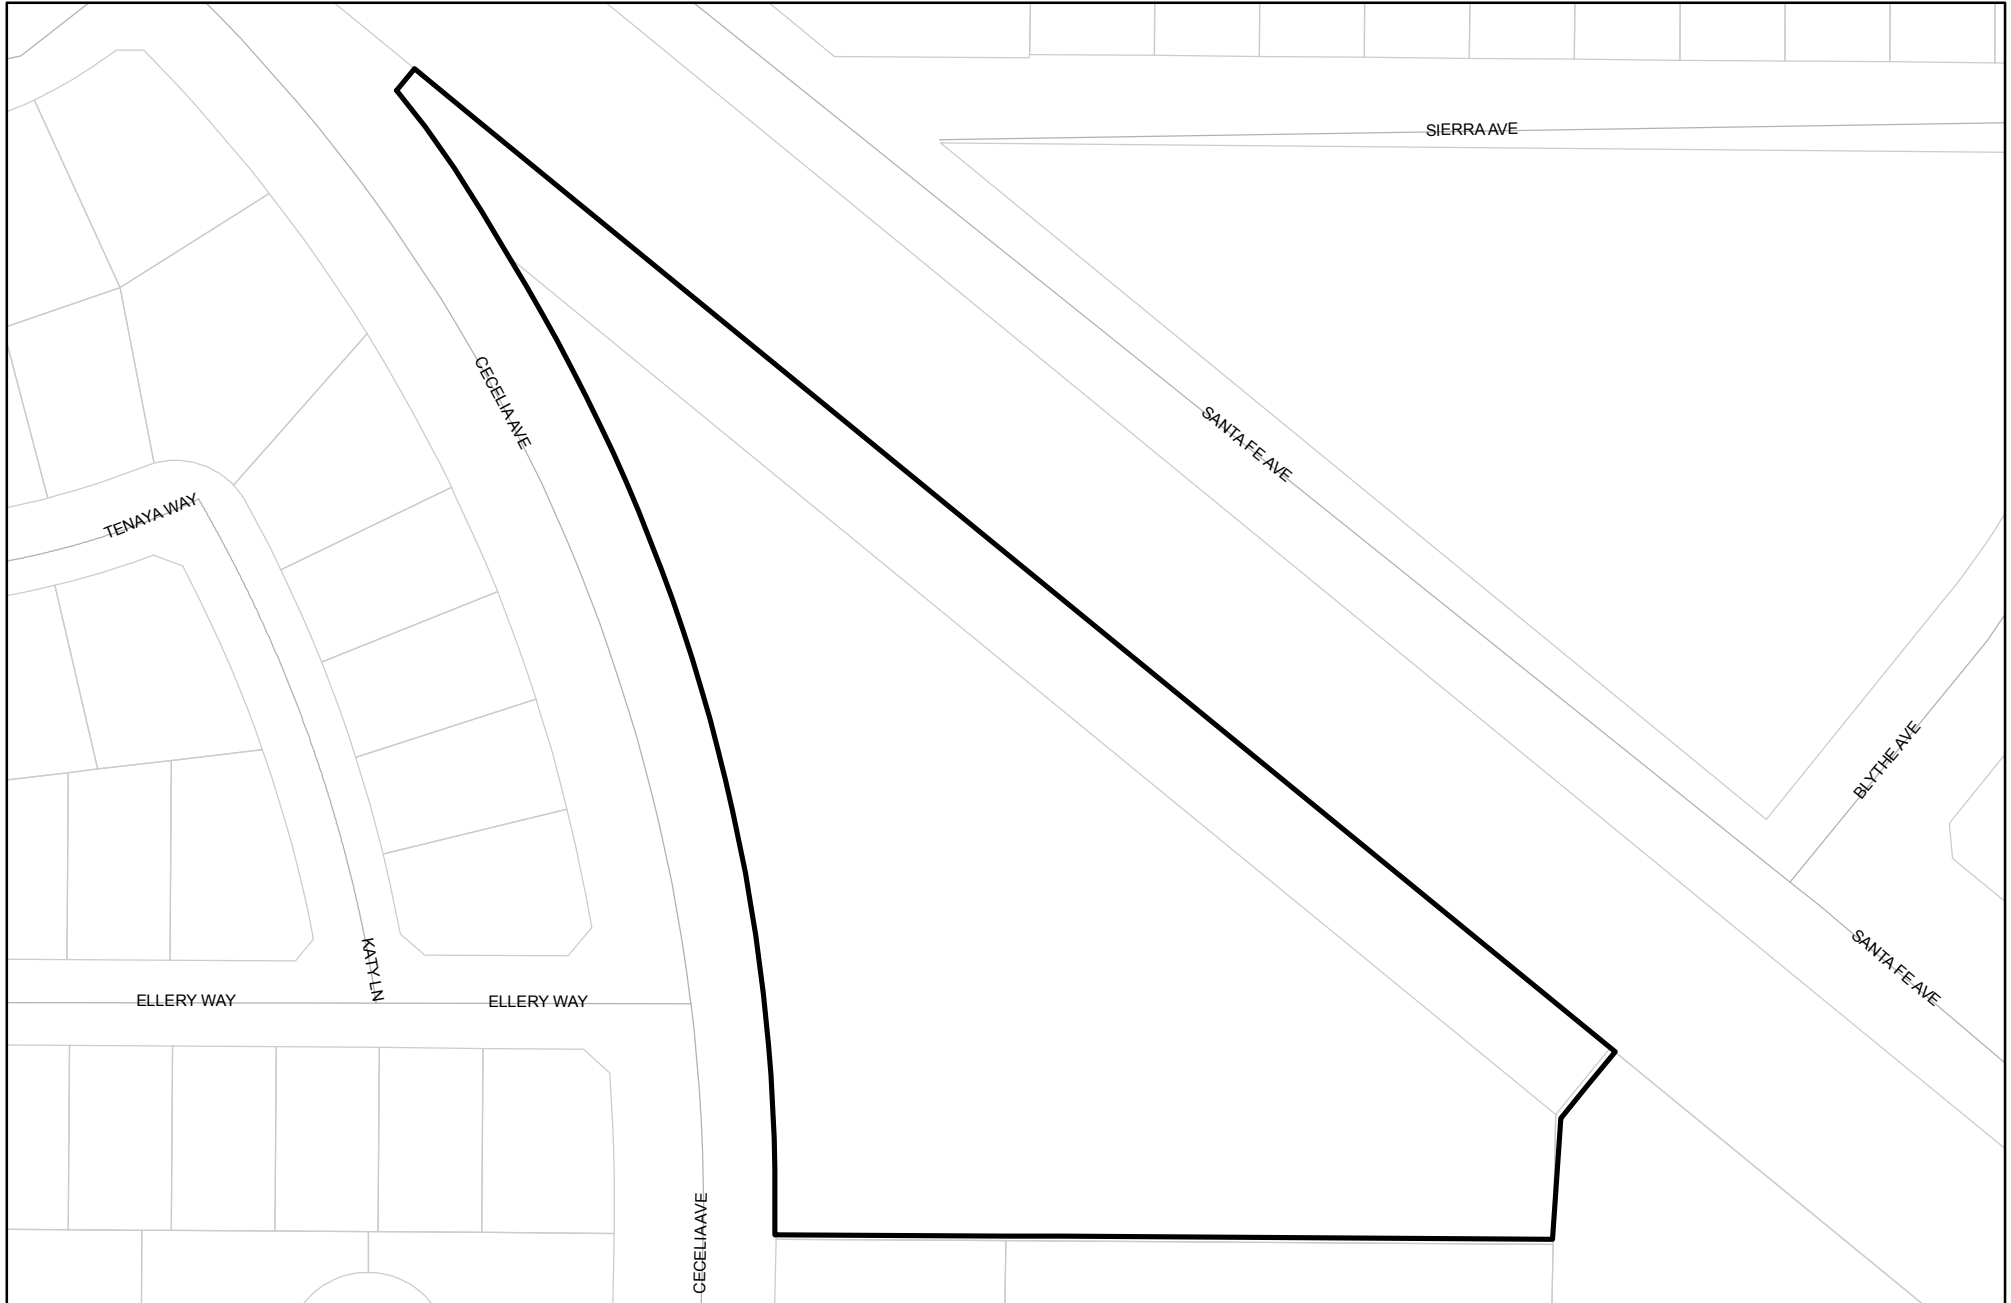 SIERRA AVE
CECELIA AVE
SANTA FE AVE
TENAYA WAY
BLYTHE AVE
SANTA FE AVE
KATY LN
ELLERY WAY
ELLERY WAY
CECELIA AVE